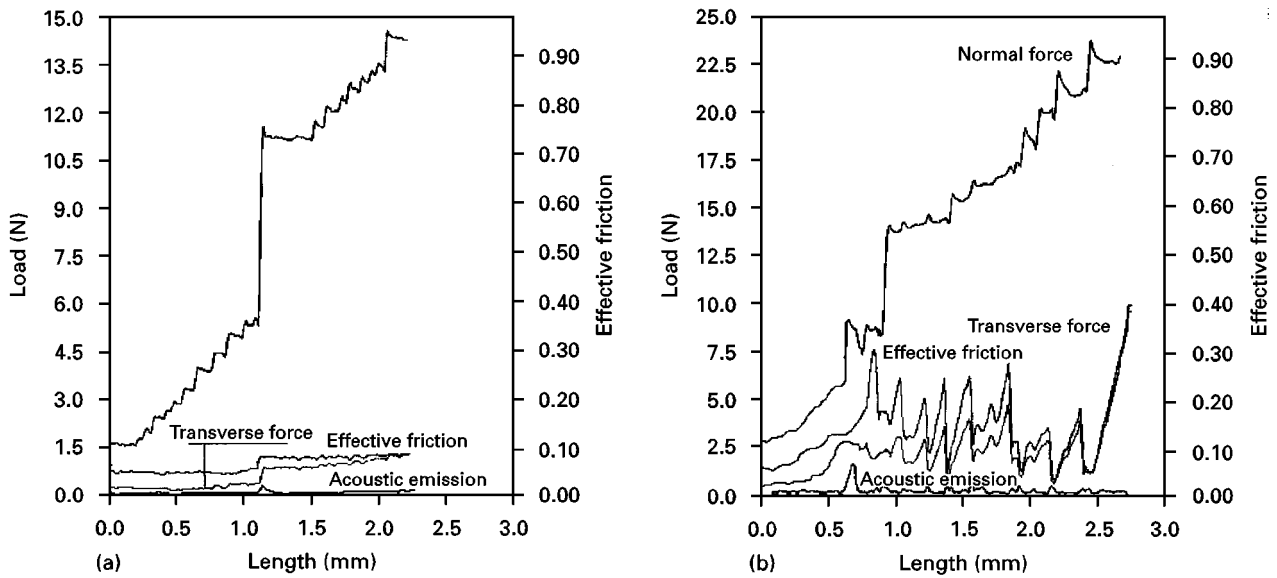 15.0
13.5
12.0
10.5
9.0
7.5
6.0
4.5
3.0
1.5
0.0
Load (N)
0.90
0.80
0.70
0.60
0.50
0.40
0.30
0.20
0.10
0.00
Effective friction
Transverse force
Effective friction
Acoustic emission
0.0 0.5 1.0 1.5 2.0 2.5 3.0
(a) Length (mm)
25.0
22.5
20.0
17.5
15.0
12.5
10.0
7.5
5.0
2.5
0.0
Load (N)
0.90
0.80
0.70
0.60
0.50
0.40
0.30
0.20
0.10
0.00
Effective friction
Normal force
Transverse force
Effective friction
Acoustic emission
0.0 0.5 1.0 1.5 2.0 2.5 3.0
(b) Length (mm)